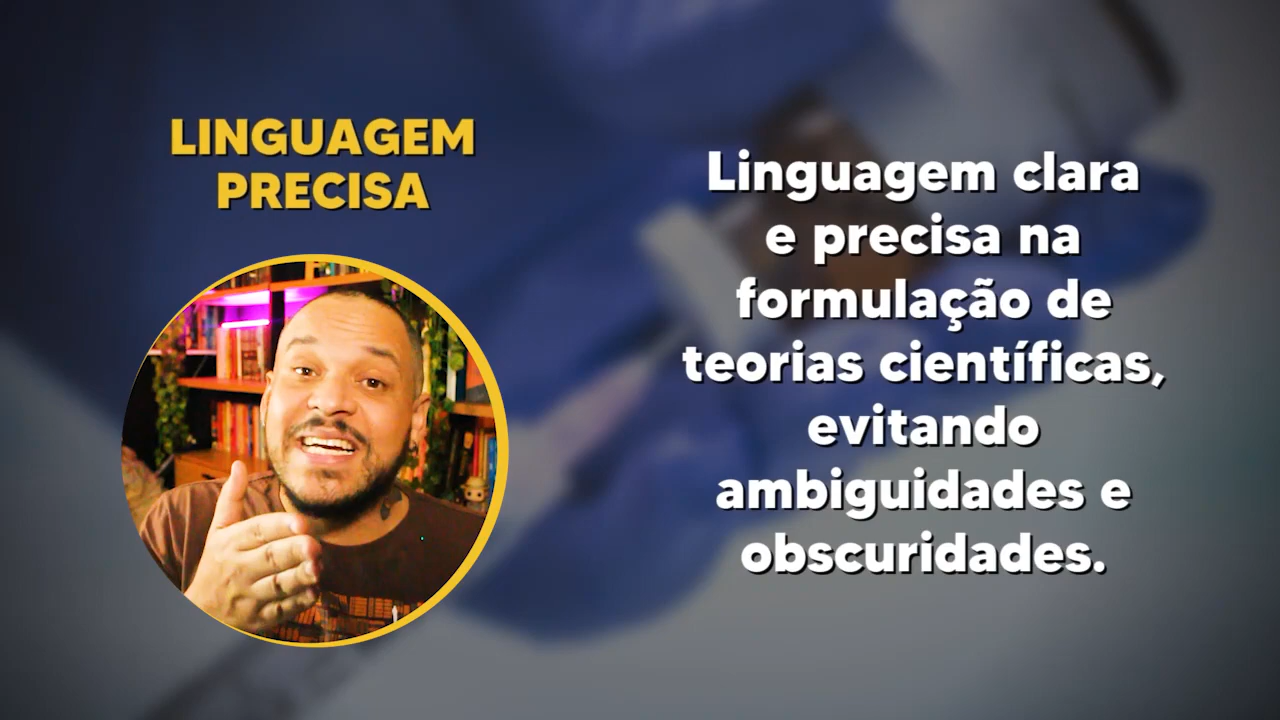 LINGUAGEM
PRECISA
Linguagem clara
e precisa na
formulação de
teorias científicas,
evitando
ambiguidades e
obscuridades.